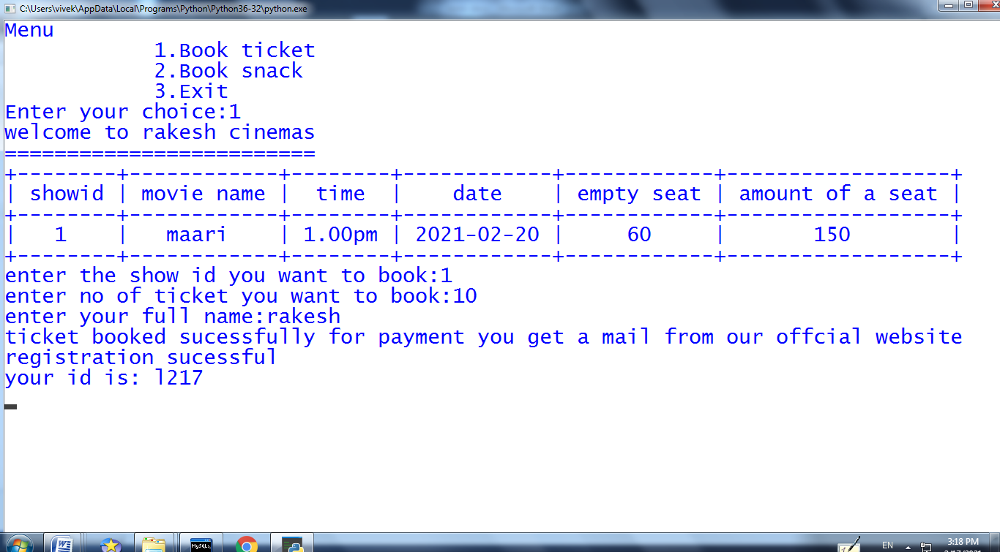 C:\Users\vivek\AppData\Local\Programs\Python\Python36-32\python.exe
Menu
1.Book ticket
2.Book snack
3.Exit
Enter your choice:1
welcome to rakesh cinemas
=========================
+--------+------------+--------+------------+------------+------------------+
| showid | movie name | time | date | empty seat | amount of a seat |
+--------+------------+--------+------------+------------+------------------+
| 1 | maari | 1.00pm | 2021-02-20 | 60 | 150 |
+--------+------------+--------+------------+------------+------------------+
enter the show id you want to book:1
enter no of ticket you want to book:10
enter your full name:rakesh
ticket booked sucessfully for payment you get a mail from our offcial website
registration sucessful
your id is: l217
MySQL
EN
3:18 PM